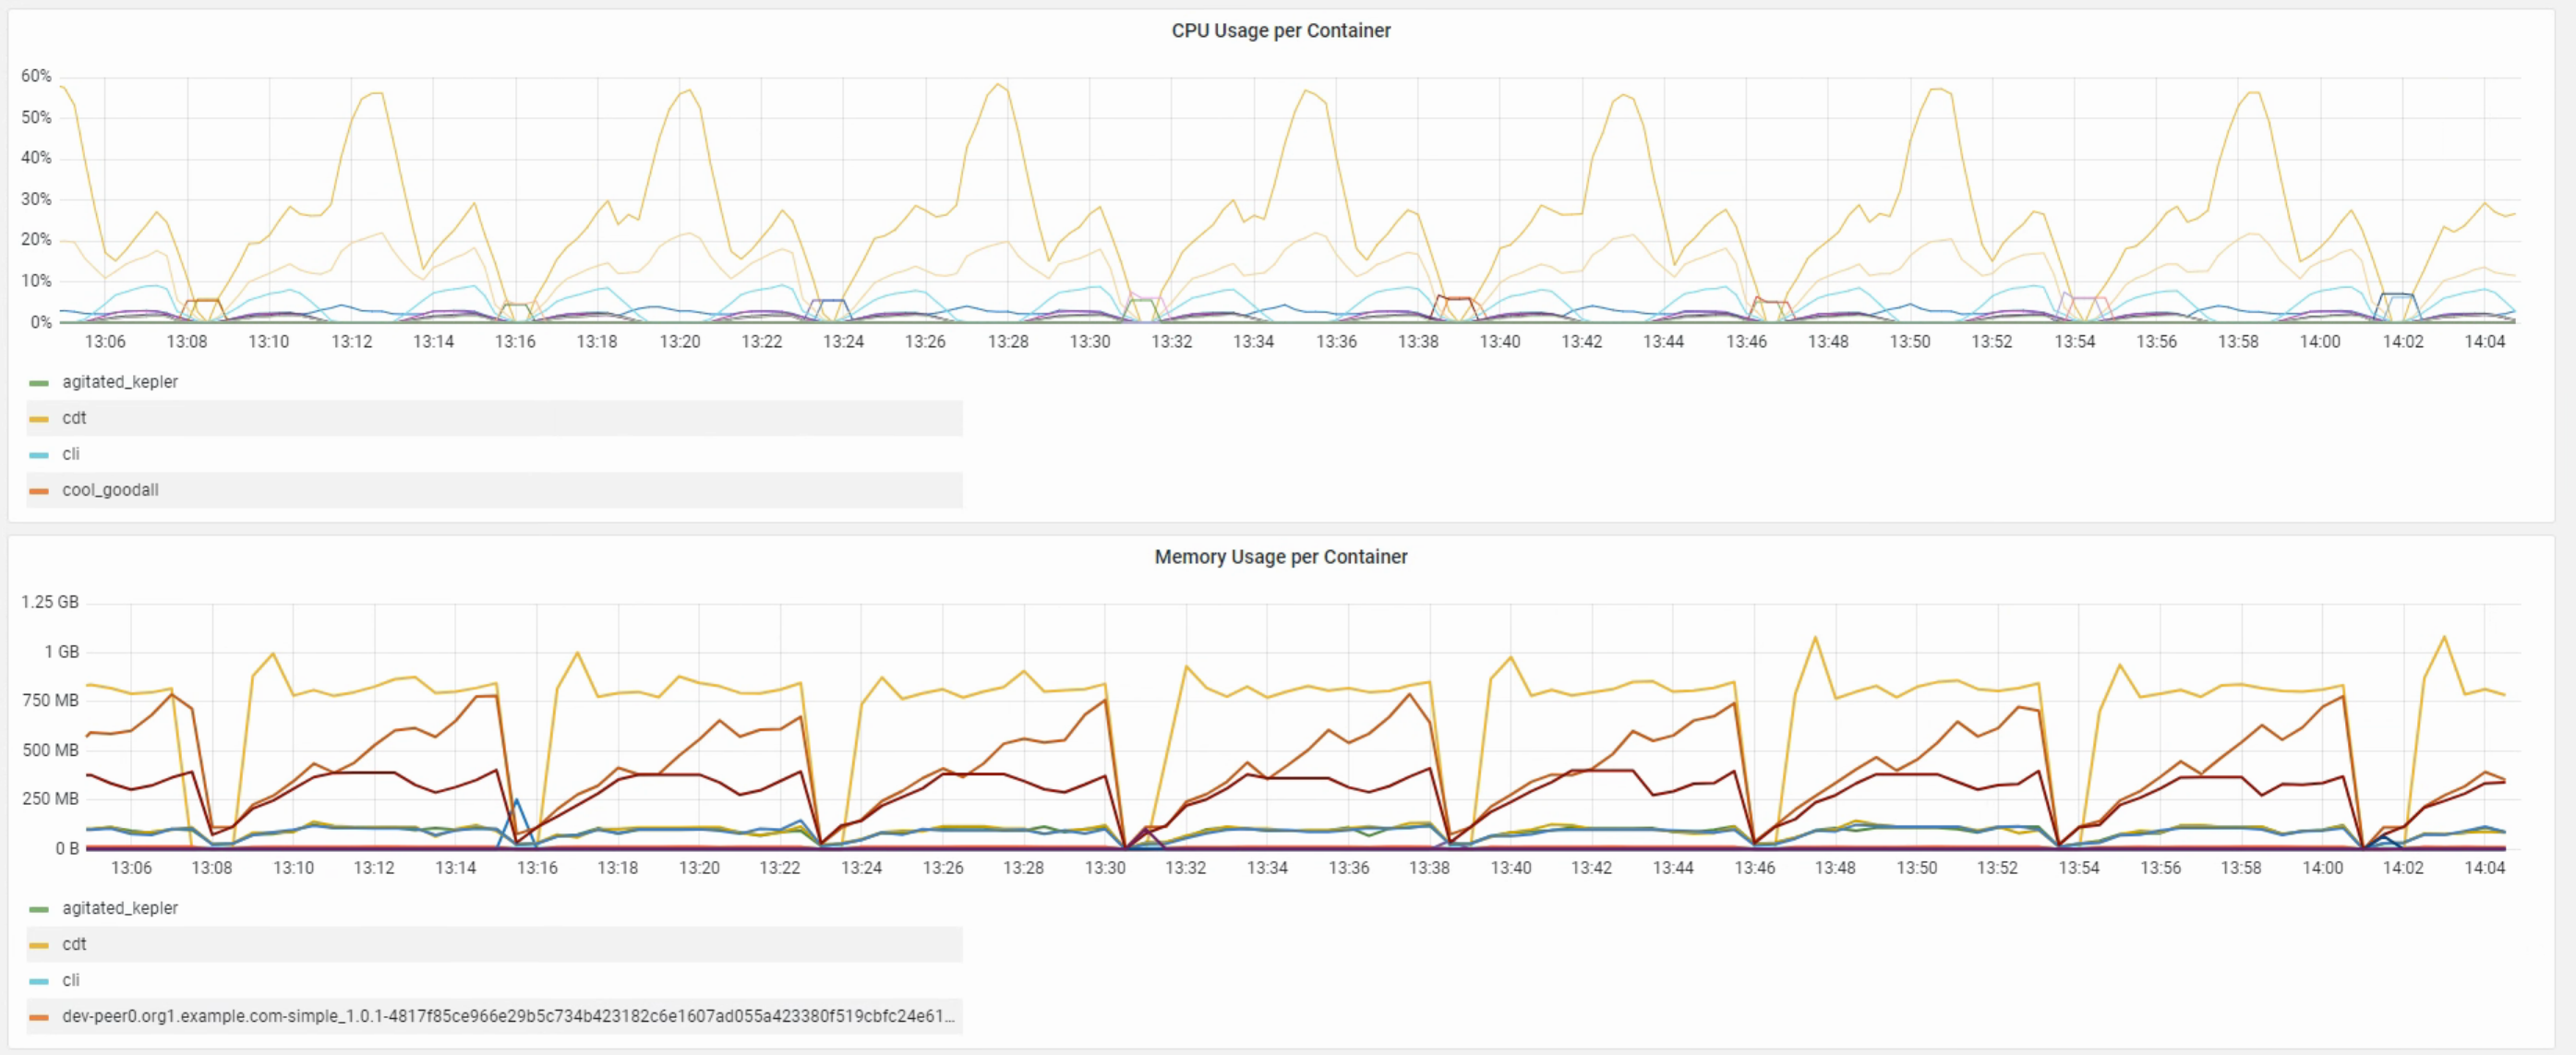 CPU Usage per Container
60%
50%
40%
30%
20%
10%
0%
13:06 13:08 13:10 13:12 13:14 13:16 13:18 13:20 13:22 13:24 13:26 13:28 13:30 13:32 13:34 13:36 13:38 13:40 13:42 13:44 13:46 13:48 13:50 13:52 13:54 13:56 13:58 14:00 14:02 14:04
agitated_kepler
cdt
cli
cool_goodall
Memory Usage per Container
1.25 GB
1 GB
750 MB
500 MB
250 MB
0 B
13:06 13:08 13:10 13:12 13:14 13:16 13:18 13:20 13:22 13:24 13:26 13:28 13:30 13:32 13:34 13:36 13:38 13:40 13:42 13:44 13:46 13:48 13:50 13:52 13:54 13:56 13:58 14:00 14:02 14:04
agitated_kepler
cdt
cli
dev-peer0.org1.example.com-simple_1.0.1-4817f85ce966e29b5c734b423182c6e1607ad055a423380f519cbfc24e61...